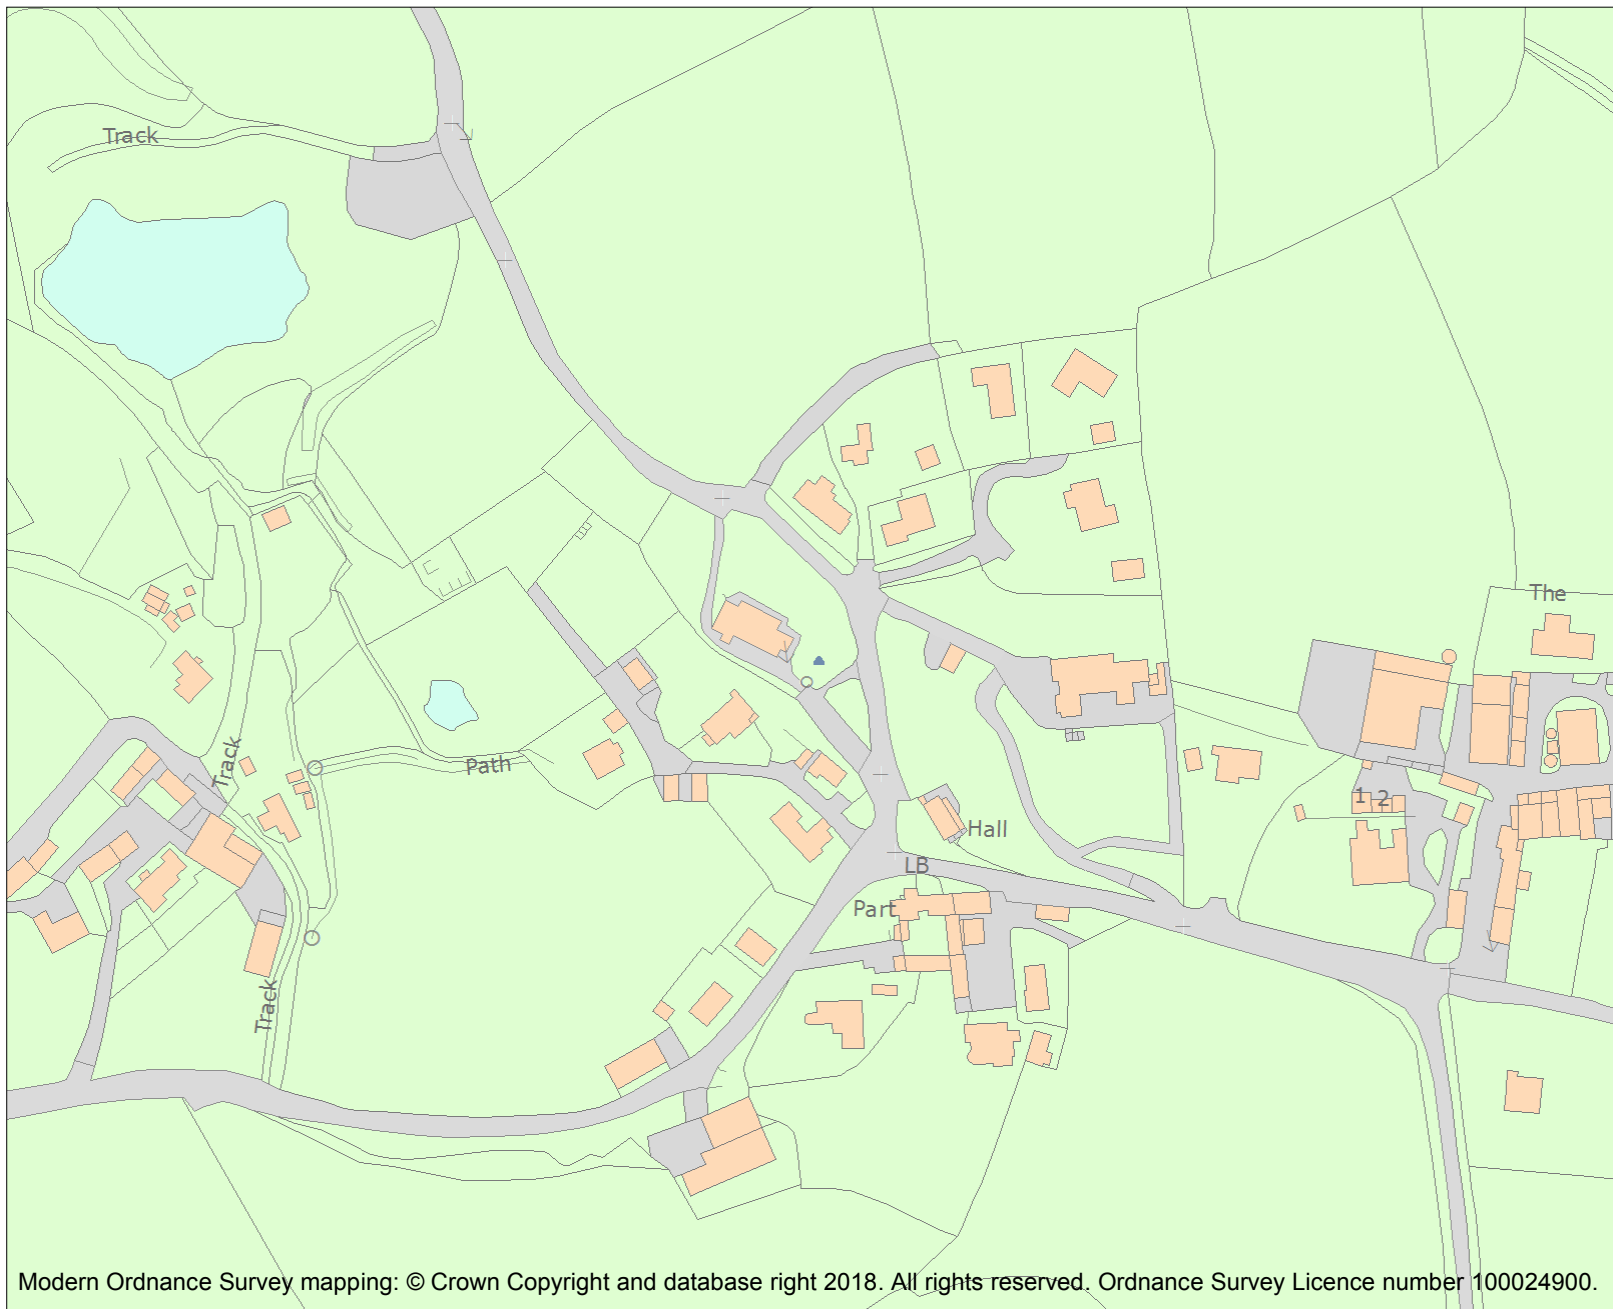 Track
The
Track
Path
1 2
Hall
LB
Part
Track
Modern Ordnance Survey mapping: © Crown Copyright and database right 2018. All rights reserved. Ordnance Survey Licence number 100024900.